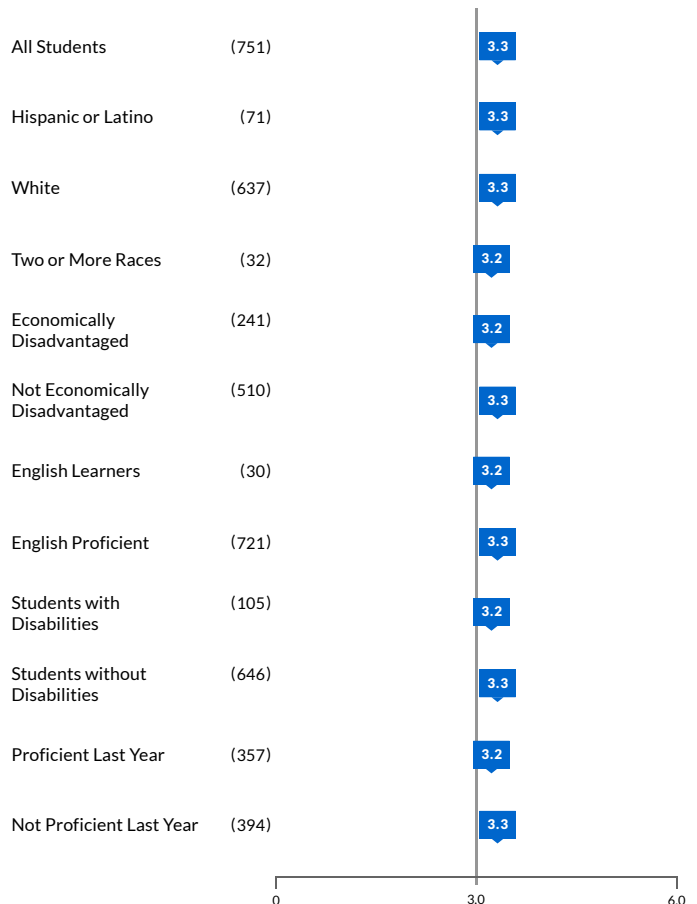 All Students (751) 3.3
Hispanic or Latino (71) 3.3
White (637) 3.3
Two or More Races (32) 3.2
Economically (241) 3.2
Disadvantaged
Not Economically (510) 3.3
Disadvantaged
English Learners (30) 3.2
English Proficient (721) 3.3
Students with (105) 3.2
Disabilities
Students without (646) 3.3
Disabilities
Proficient Last Year (357) 3.2
Not Proficient Last Year (394) 3.3
0 3.0 6.0